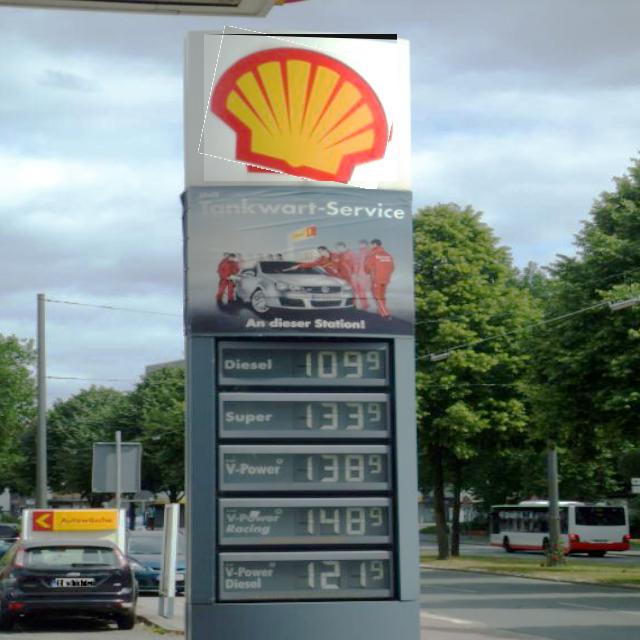 Tankwart-Service
An dieser Station!
Diesel 1099
Super 1339
V-Power 1389
V-Power Racing 1489
V-Power Diesel 1219
Autowäsche